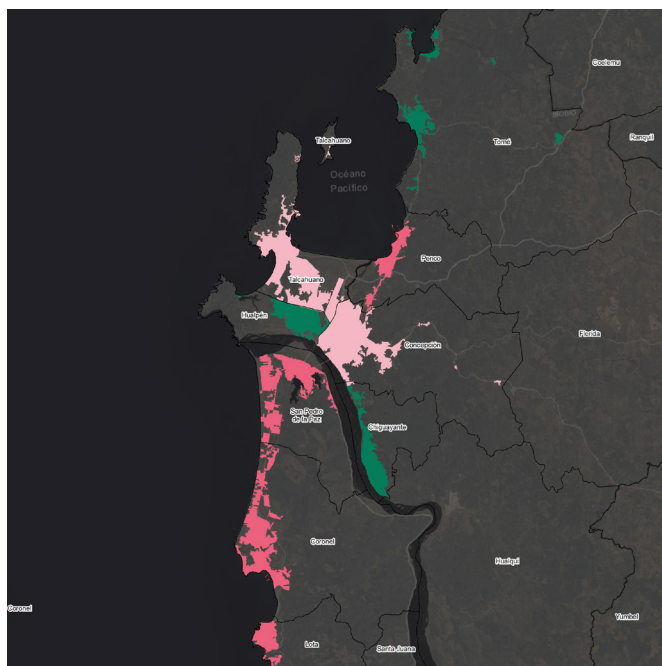 Coelemu
Ranquil
Talcahuano
Tomé
Océano
Pacífico
Penco
Talcahuano
Hualpén
Florida
Concepción
San Pedro
de la Paz
Chiguayante
Coronel
Hualqui
Coronel
Yumbel
Lota
Santa Juana